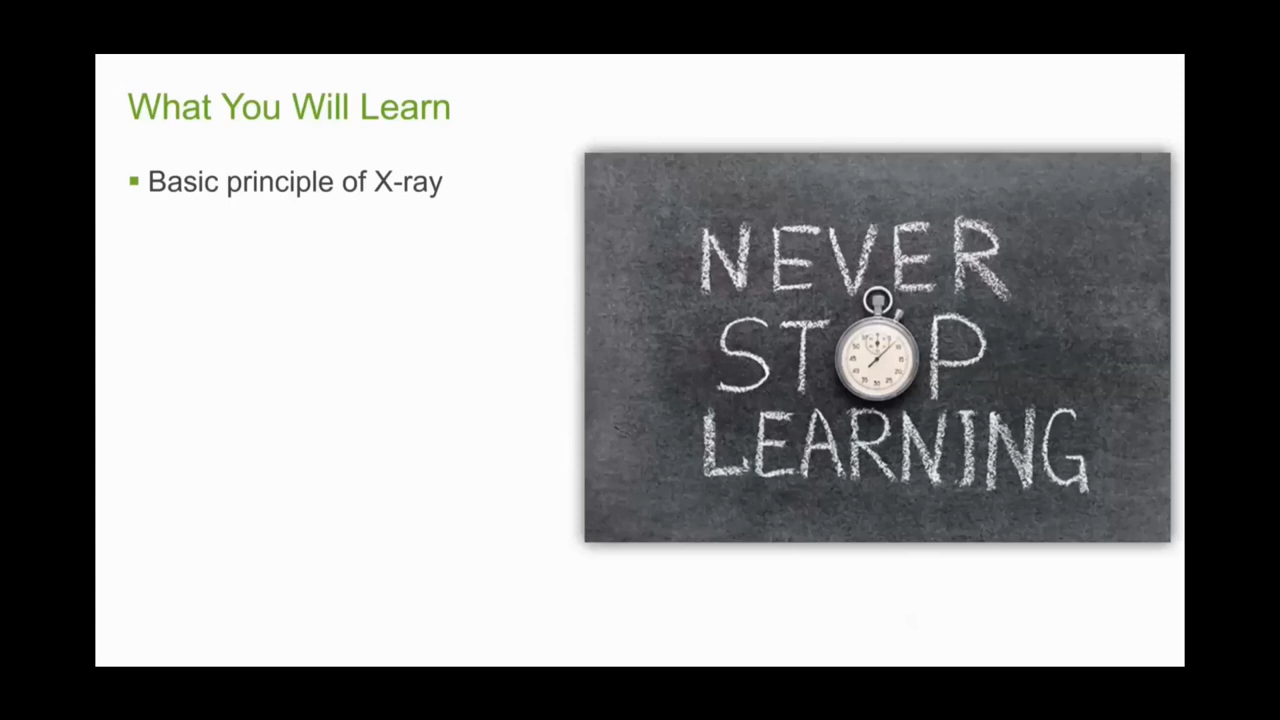 What You Will Learn
Basic principle of X-ray
NEVER
STOP
LEARNING